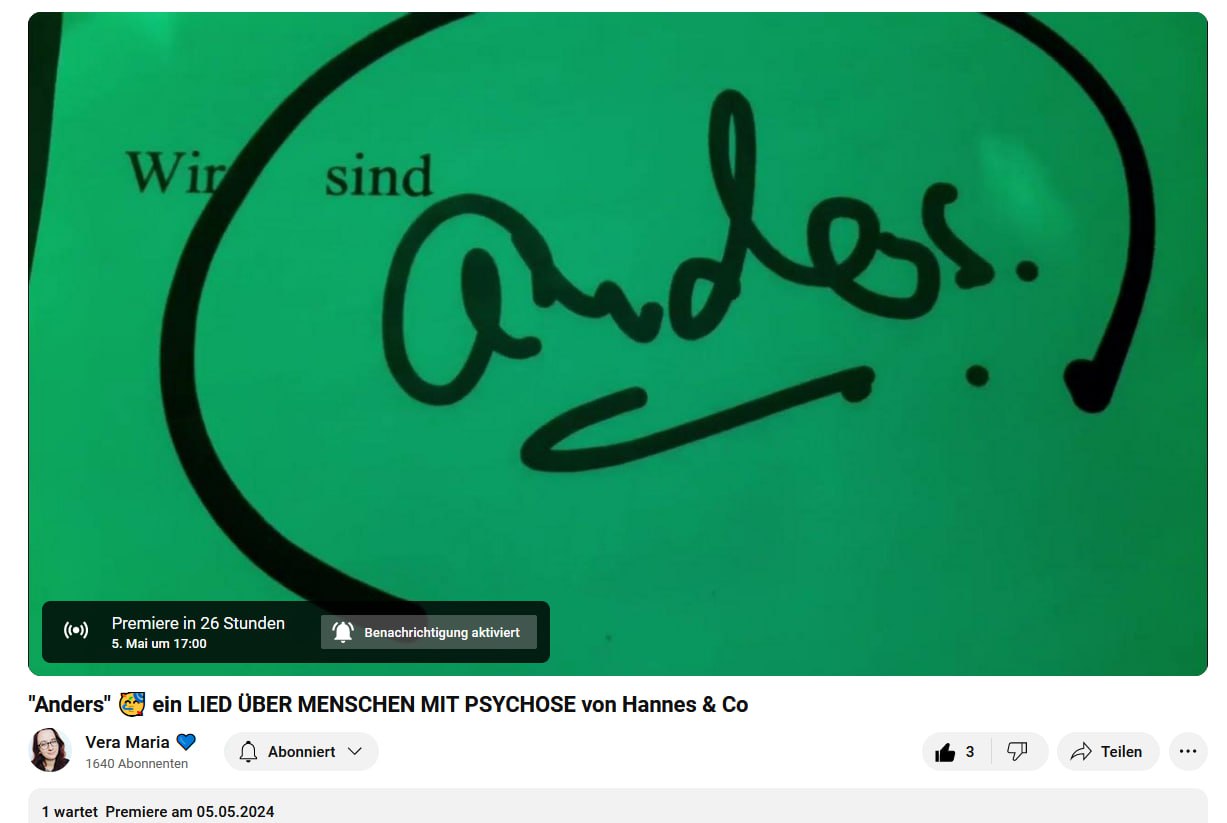 Wir sind
anders.
Premiere in 26 Stunden
5. Mai um 17:00
Benachrichtigung aktiviert
"Anders" 🥳 ein LIED ÜBER MENSCHEN MIT PSYCHOSE von Hannes & Co
Vera Maria 💙
1640 Abonnenten
Abonniert
3
Teilen
1 wartet Premiere am 05.05.2024